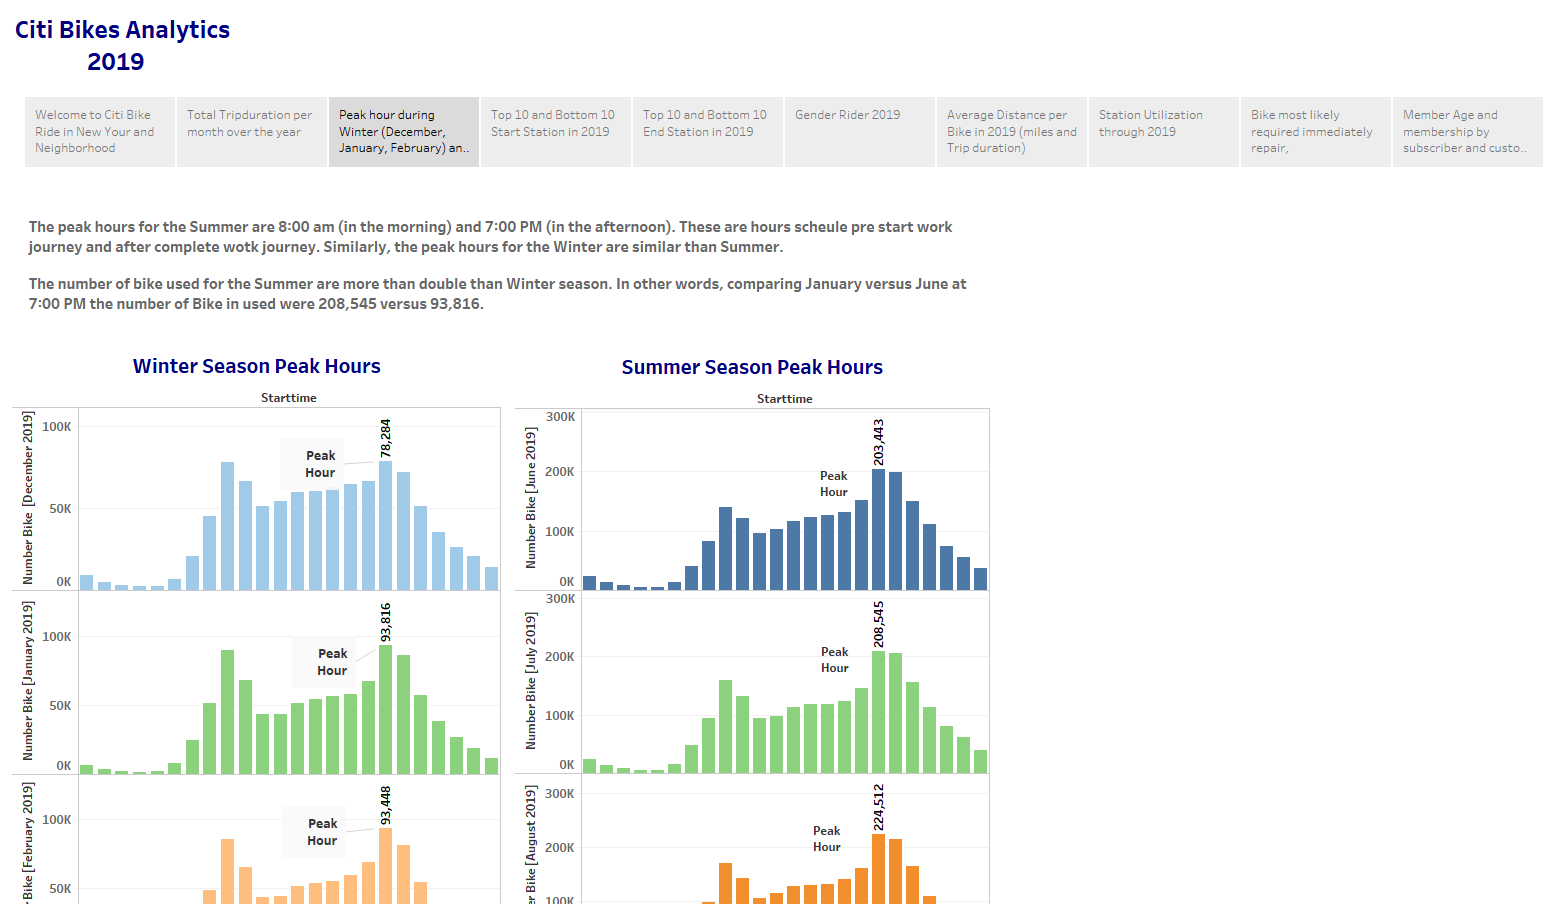 Citi Bikes Analytics
2019
Welcome to Citi Bike
Ride in New Your and
Neighborhood
Total Tripduration per
month over the year
Peak hour during
Winter (December,
January, February) an..
Top 10 and Bottom 10
Start Station in 2019
Top 10 and Bottom 10
End Station in 2019
Gender Rider 2019
Average Distance per
Bike in 2019 (miles and
Trip duration)
Station Utilization
through 2019
Bike most likely
required immediately
repair,
Member Age and
membership by
subscriber and custo..
The peak hours for the Summer are 8:00 am (in the morning) and 7:00 PM (in the afternoon). These are hours scheule pre start work
journey and after complete wotk journey. Similarly, the peak hours for the Winter are similar than Summer.
The number of bike used for the Summer are more than double than Winter season. In other words, comparing January versus June at
7:00 PM the number of Bike in used were 208,545 versus 93,816.
Winter Season Peak Hours
Starttime
Number Bike [December 2019]
100K
50K
0K
Peak
Hour
78,284
Number Bike [January 2019]
100K
50K
0K
Peak
Hour
93,816
Bike [February 2019]
100K
50K
Peak
Hour
93,448
Summer Season Peak Hours
Starttime
Number Bike [June 2019]
300K
200K
100K
0K
Peak
Hour
203,443
Number Bike [July 2019]
300K
200K
100K
0K
Peak
Hour
208,545
Bike [August 2019]
300K
200K
100K
Peak
Hour
224,512